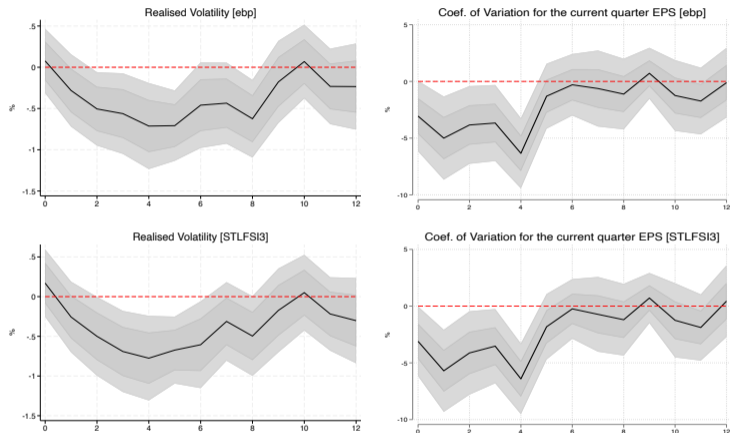 Realised Volatility [ebp]
.5
0
-.5
-1
-1.5
%
0 2 4 6 8 10 12
Coef. of Variation for the current quarter EPS [ebp]
5
0
-5
-10
%
0 2 4 6 8 10 12
Realised Volatility [STLFSI3]
.5
0
-.5
-1
-1.5
%
0 2 4 6 8 10 12
Coef. of Variation for the current quarter EPS [STLFSI3]
5
0
-5
-10
%
0 2 4 6 8 10 12